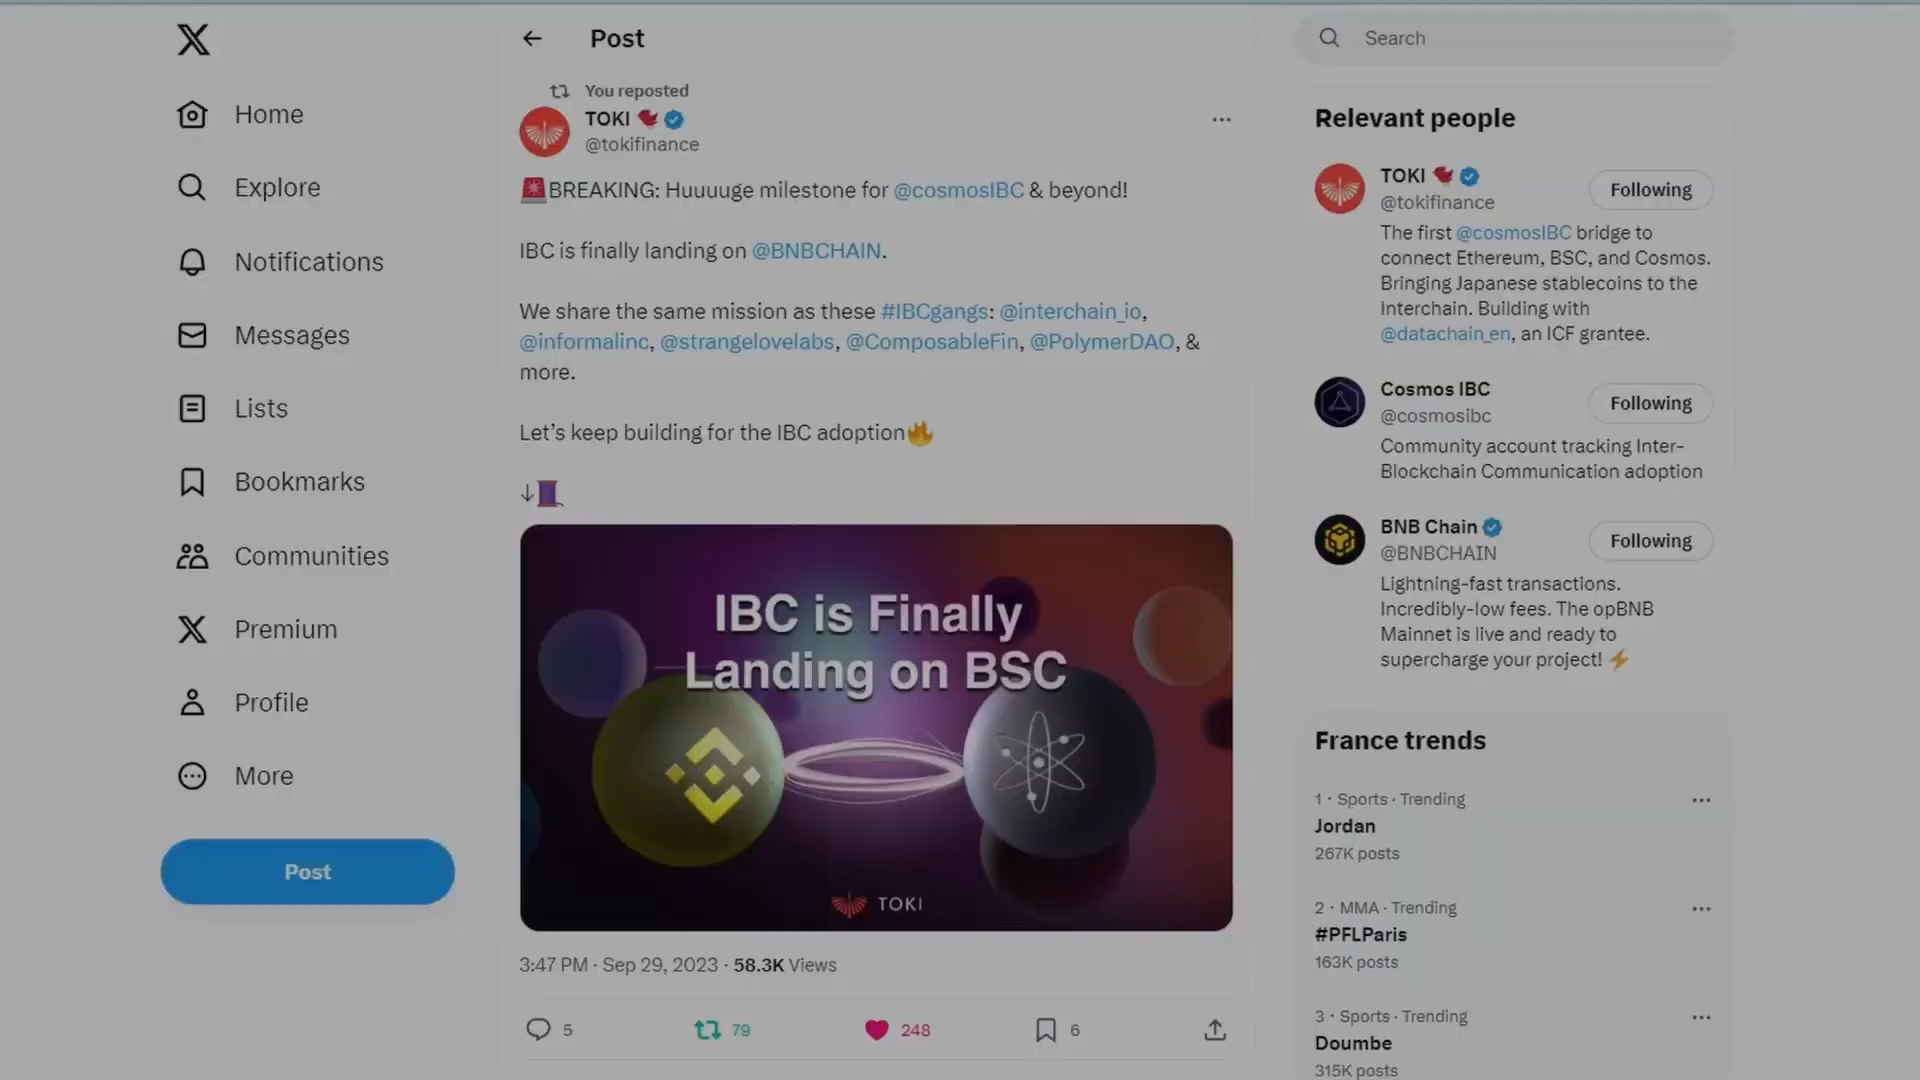 Home
Explore
Notifications
Messages
Lists
Bookmarks
Communities
Premium
Profile
More
Post
Post
You reposted
TOKI
@tokifinance
🚨BREAKING: Huuuuge milestone for @cosmosIBC & beyond!
IBC is finally landing on @BNBCHAIN.
We share the same mission as these #IBCgangs: @interchain_io,
@informalinc, @strangelovelabs, @ComposableFin, @PolymerDAO, &
more.
Let’s keep building for the IBC adoption🔥
↓🧵
IBC is Finally
Landing on BSC
TOKI
3:47 PM · Sep 29, 2023 · 58.3K Views
5 79 248 6
Search
Relevant people
TOKI
@tokifinance
Following
The first @cosmosIBC bridge to
connect Ethereum, BSC, and Cosmos.
Bringing Japanese stablecoins to the
Interchain. Building with
@datachain_en, an ICF grantee.
Cosmos IBC
@cosmosibc
Following
Community account tracking Inter-
Blockchain Communication adoption
BNB Chain
@BNBCHAIN
Following
Lightning-fast transactions.
Incredibly-low fees. The opBNB
Mainnet is live and ready to
supercharge your project! ⚡
France trends
1 · Sports · Trending
Jordan
267K posts
2 · MMA · Trending
#PFLParis
163K posts
3 · Sports · Trending
Doumbe
315K posts